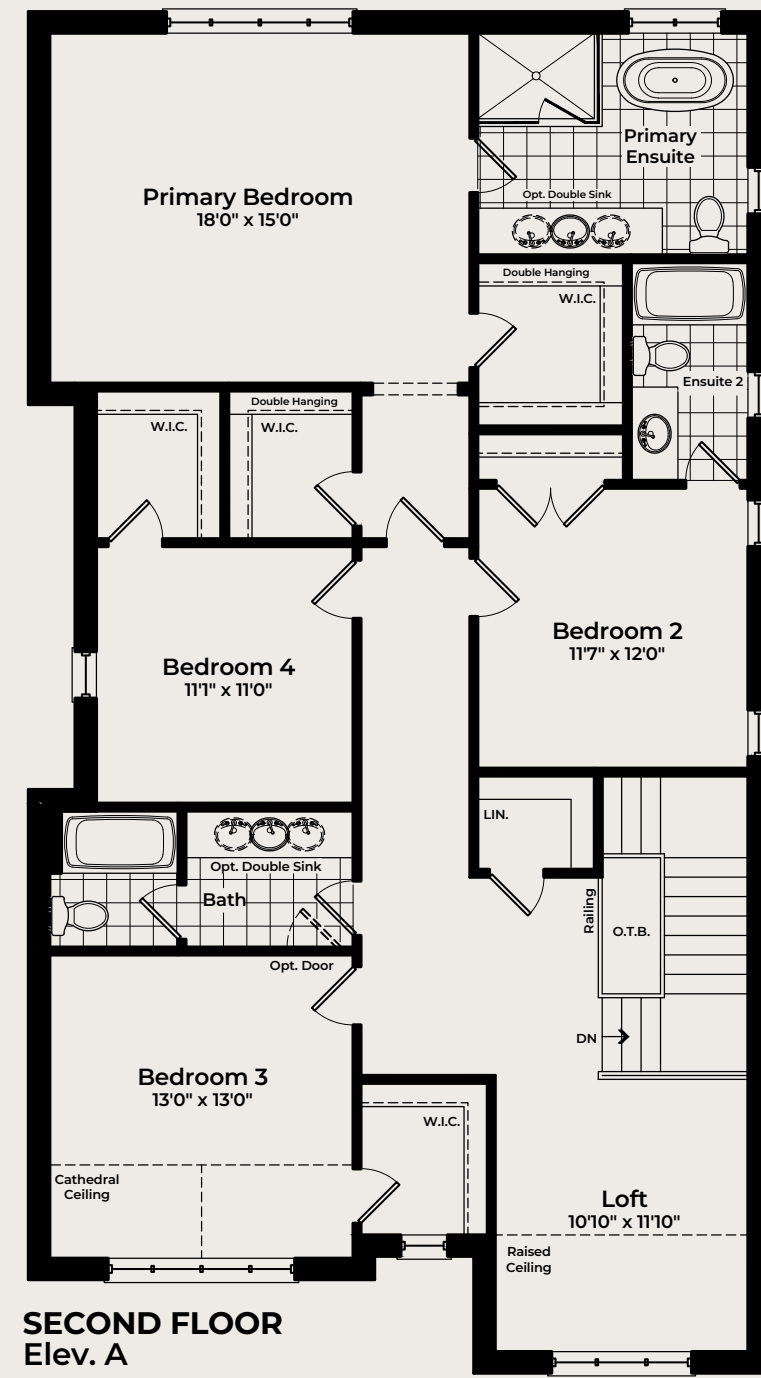 Primary Bedroom
18'0" x 15'0"
Primary
Ensuite
Opt. Double Sink
Double Hanging
W.I.C.
Ensuite 2
W.I.C.
Double Hanging
W.I.C.
Bedroom 2
11'7" x 12'0"
Bedroom 4
11'1" x 11'0"
LIN.
Opt. Double Sink
Bath
Railing
O.T.B.
Opt. Door
DN
Bedroom 3
13'0" x 13'0"
W.I.C.
Cathedral
Ceiling
Loft
10'10" x 11'10"
Raised
Ceiling
SECOND FLOOR
Elev. A